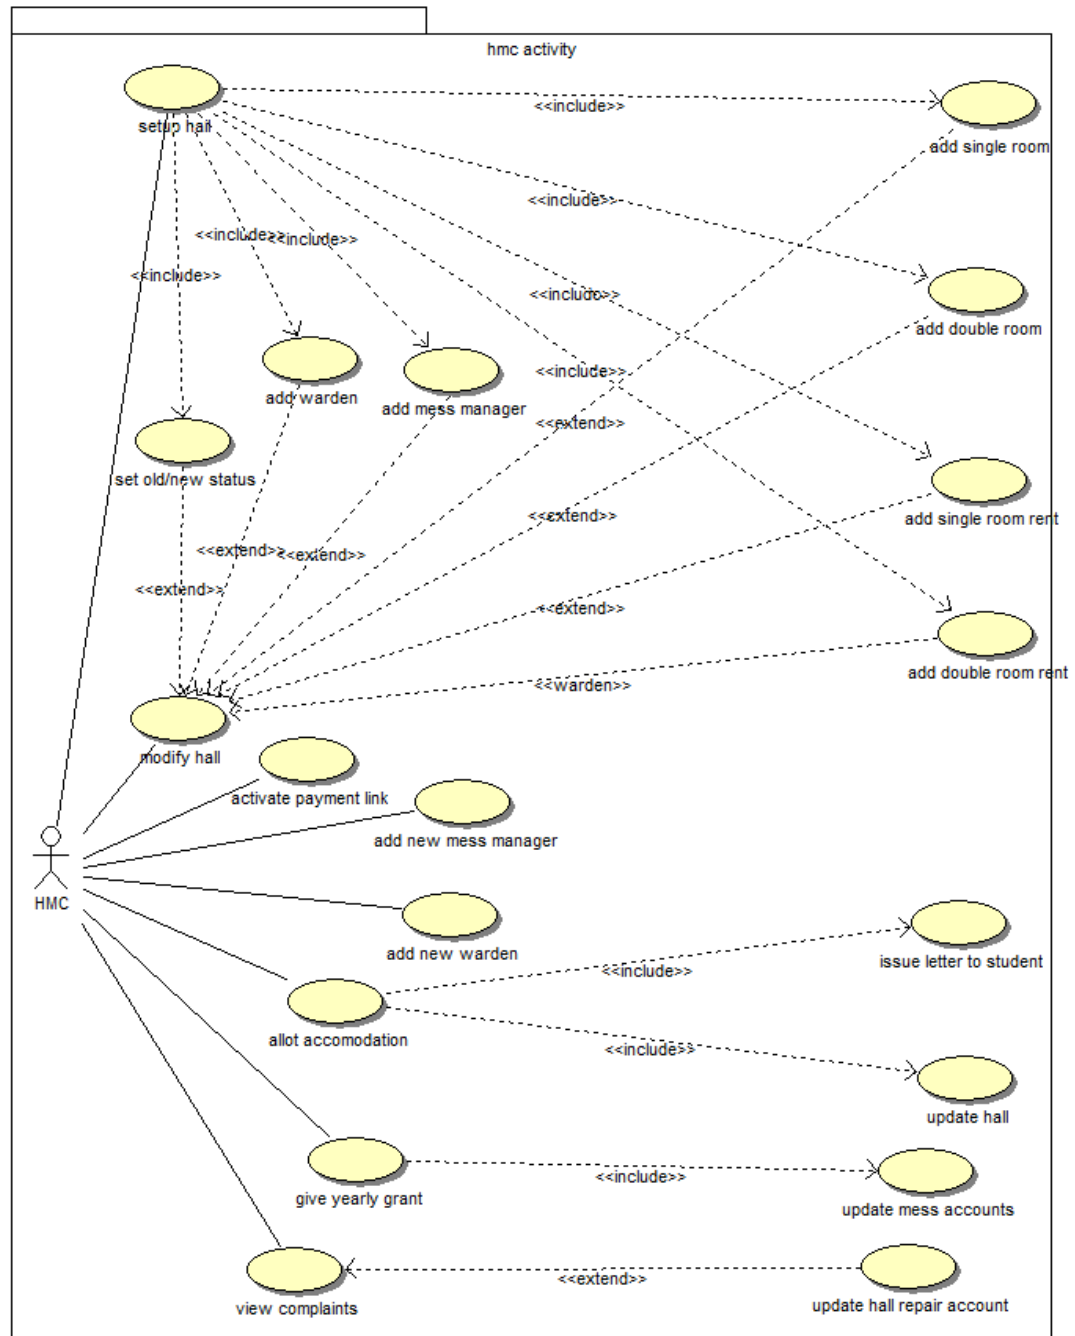 hmc activity
setup hall
<<include>>
add single room
<<include>>
<<include>>
<<include>>
<<include>>
<<include>>
add double room
<<include>>
add warden
add mess manager
<<extend>>
set old/new status
<<extend>>
add single room rent
<<extend>>
<<extend>>
<<extend>>
<<extend>>
add double room rent
<<warden>>
modify hall
activate payment link
add new mess manager
HMC
add new warden
issue letter to student
<<include>>
allot accomodation
<<include>>
update hall
give yearly grant
<<include>>
update mess accounts
<<extend>>
view complaints
update hall repair account